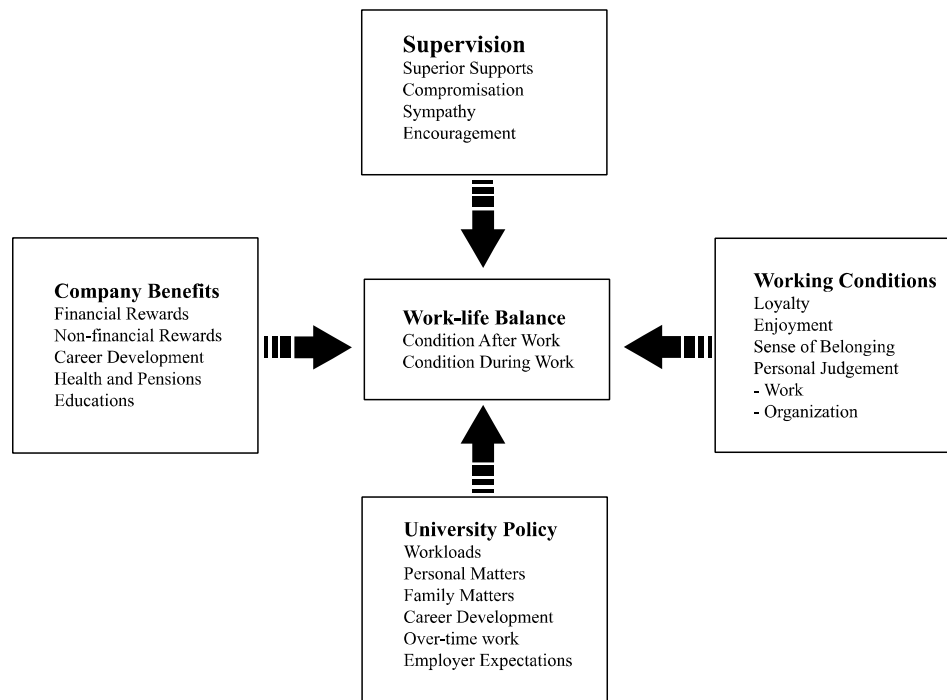 Supervision
Superior Supports
Compromisation
Sympathy
Encouragement
Company Benefits
Financial Rewards
Non-financial Rewards
Career Development
Health and Pensions
Educations
Work-life Balance
Condition After Work
Condition During Work
Working Conditions
Loyalty
Enjoyment
Sense of Belonging
Personal Judgement
- Work
- Organization
University Policy
Workloads
Personal Matters
Family Matters
Career Development
Over-time work
Employer Expectations